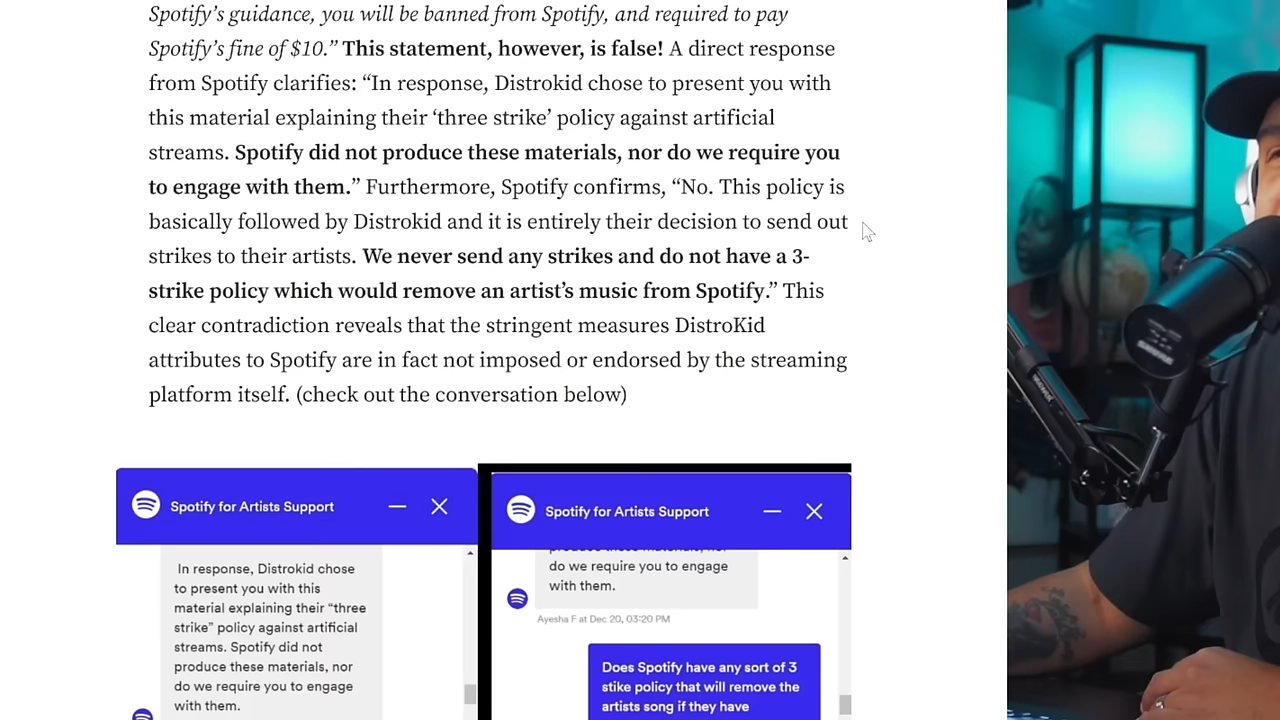 Spotify's guidance, you will be banned from Spotify, and required to pay
Spotify's fine of $10.” This statement, however, is false! A direct response
from Spotify clarifies: “In response, Distrokid chose to present you with
this material explaining their ‘three strike’ policy against artificial
streams. Spotify did not produce these materials, nor do we require you
to engage with them.” Furthermore, Spotify confirms, “No. This policy is
basically followed by Distrokid and it is entirely their decision to send out
strikes to their artists. We never send any strikes and do not have a 3-
strike policy which would remove an artist’s music from Spotify.” This
clear contradiction reveals that the stringent measures DistroKid
attributes to Spotify are in fact not imposed or endorsed by the streaming
platform itself. (check out the conversation below)
Spotify for Artists Support
In response, Distrokid chose
to present you with this
material explaining their “three
strike” policy against artificial
streams. Spotify did not
produce these materials, nor
do we require you to engage
with them.
Spotify for Artists Support
produce these materials, nor
do we require you to engage
with them.
Ayesha F at Dec 20, 03:20 PM
Does Spotify have any sort of 3
stike policy that will remove the
artists song if they have
SHURE